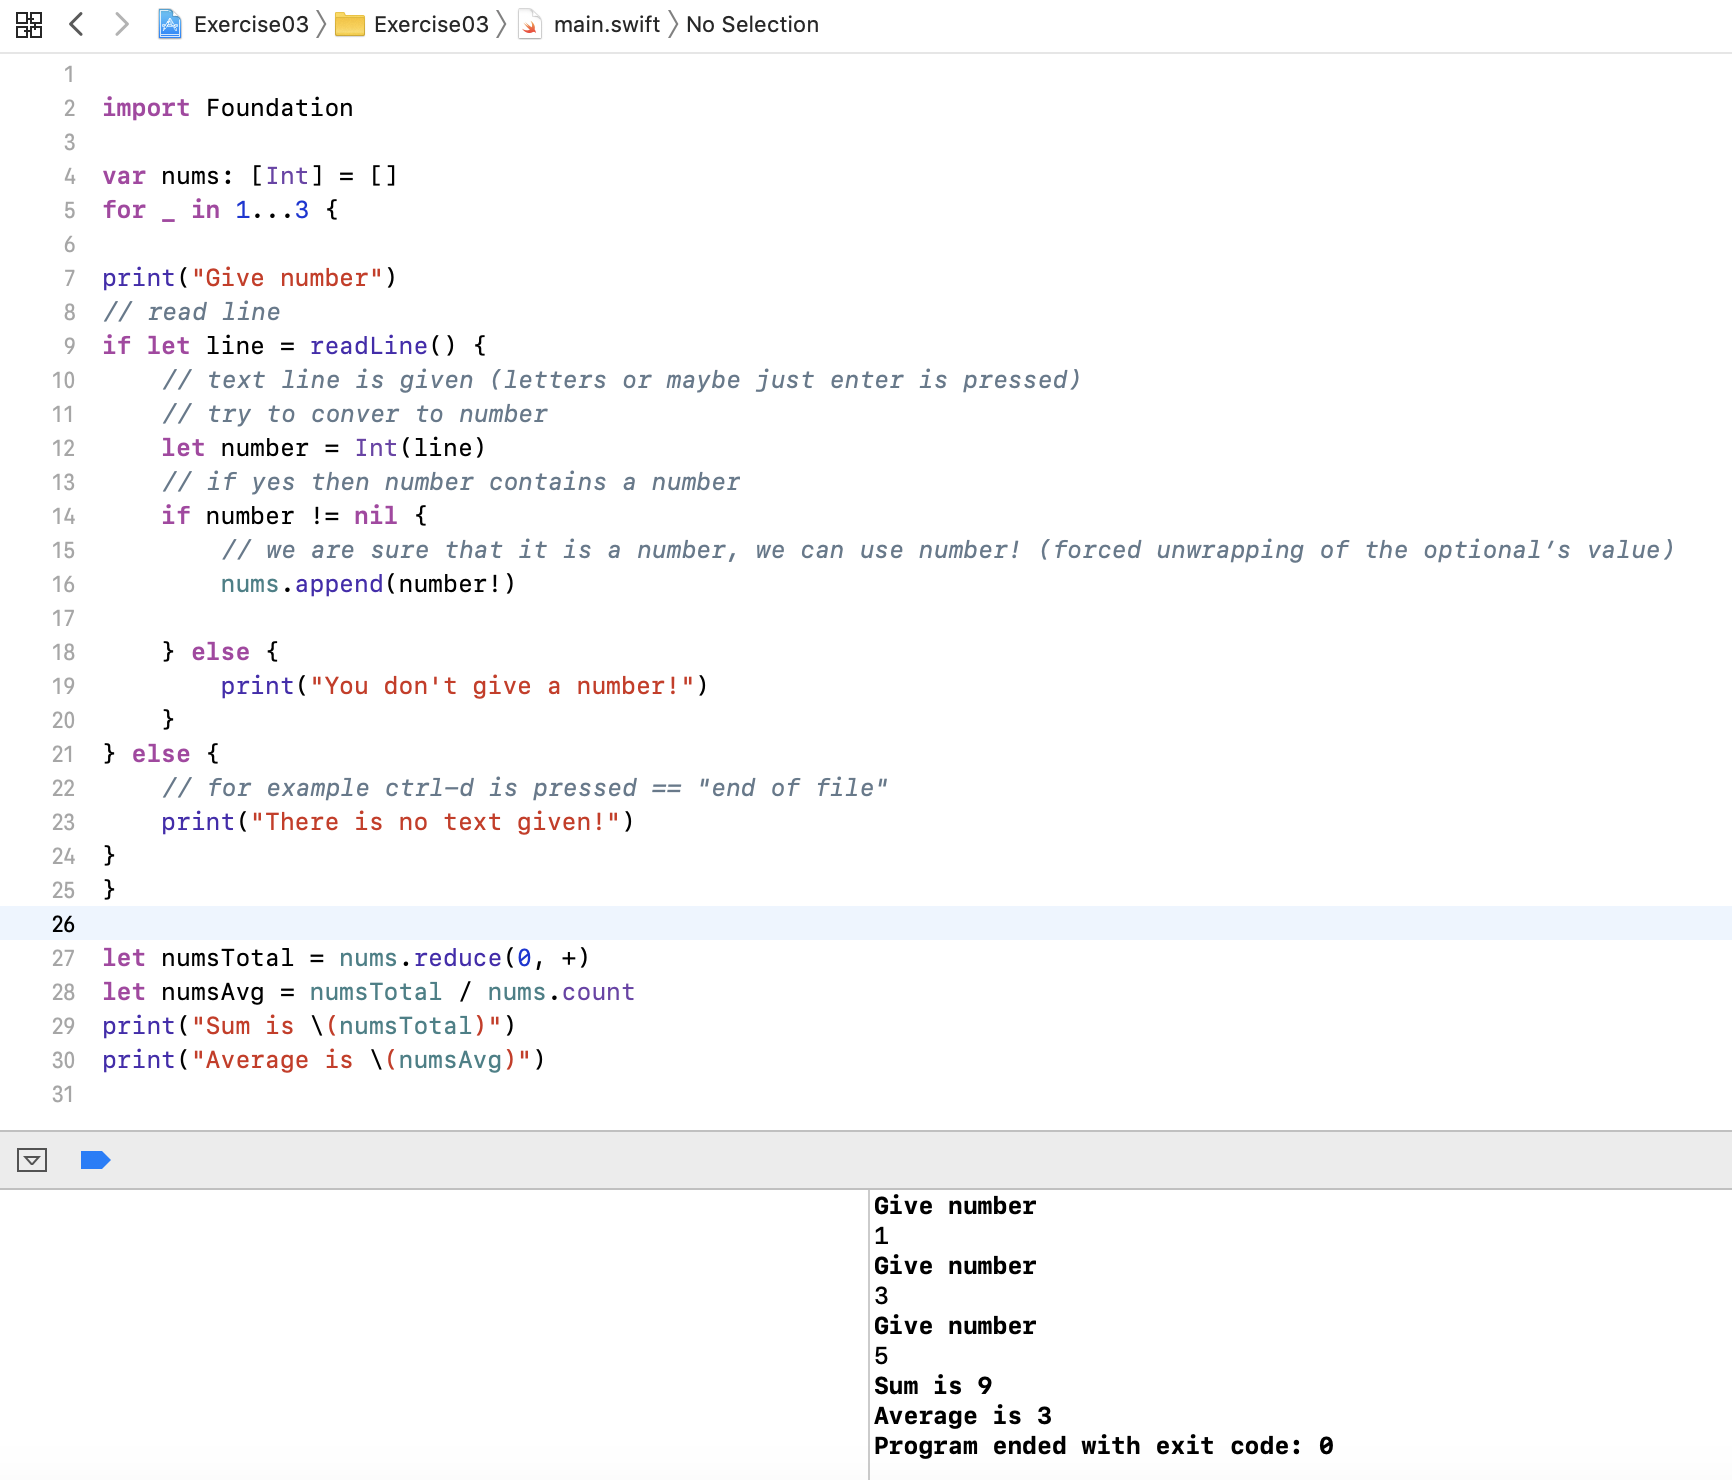 Exercise03 〉 Exercise03 〉 main.swift 〉 No Selection
1
2 import Foundation
3
4 var nums: [Int] = []
5 for _ in 1...3 {
6
7 print("Give number")
8 // read line
9 if let line = readLine() {
10     // text line is given (letters or maybe just enter is pressed)
11     // try to conver to number
12     let number = Int(line)
13     // if yes then number contains a number
14     if number != nil {
15         // we are sure that it is a number, we can use number! (forced unwrapping of the optional’s value)
16         nums.append(number!)
17
18     } else {
19         print("You don't give a number!")
20     }
21 } else {
22     // for example ctrl-d is pressed == "end of file"
23     print("There is no text given!")
24 }
25 }
26
27 let numsTotal = nums.reduce(0, +)
28 let numsAvg = numsTotal / nums.count
29 print("Sum is \(numsTotal)")
30 print("Average is \(numsAvg)")
31
Give number
1
Give number
3
Give number
5
Sum is 9
Average is 3
Program ended with exit code: 0